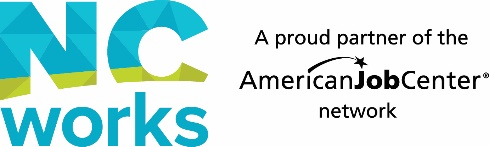 NC
works
A proud partner of the
AmericanJobCenter®
network